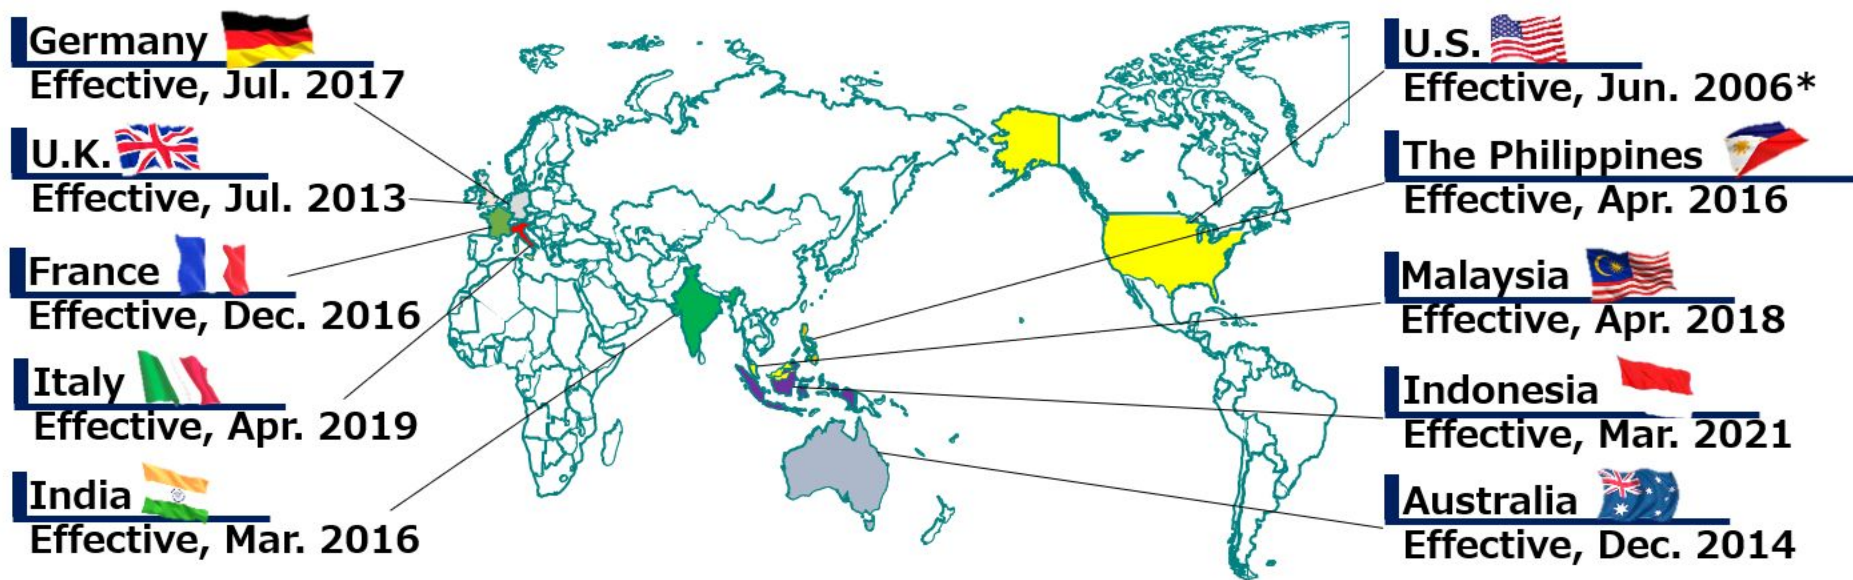 Germany
Effective, Jul. 2017
U.K.
Effective, Jul. 2013
France
Effective, Dec. 2016
Italy
Effective, Apr. 2019
India
Effective, Mar. 2016
U.S.
Effective, Jun. 2006*
The Philippines
Effective, Apr. 2016
Malaysia
Effective, Apr. 2018
Indonesia
Effective, Mar. 2021
Australia
Effective, Dec. 2014